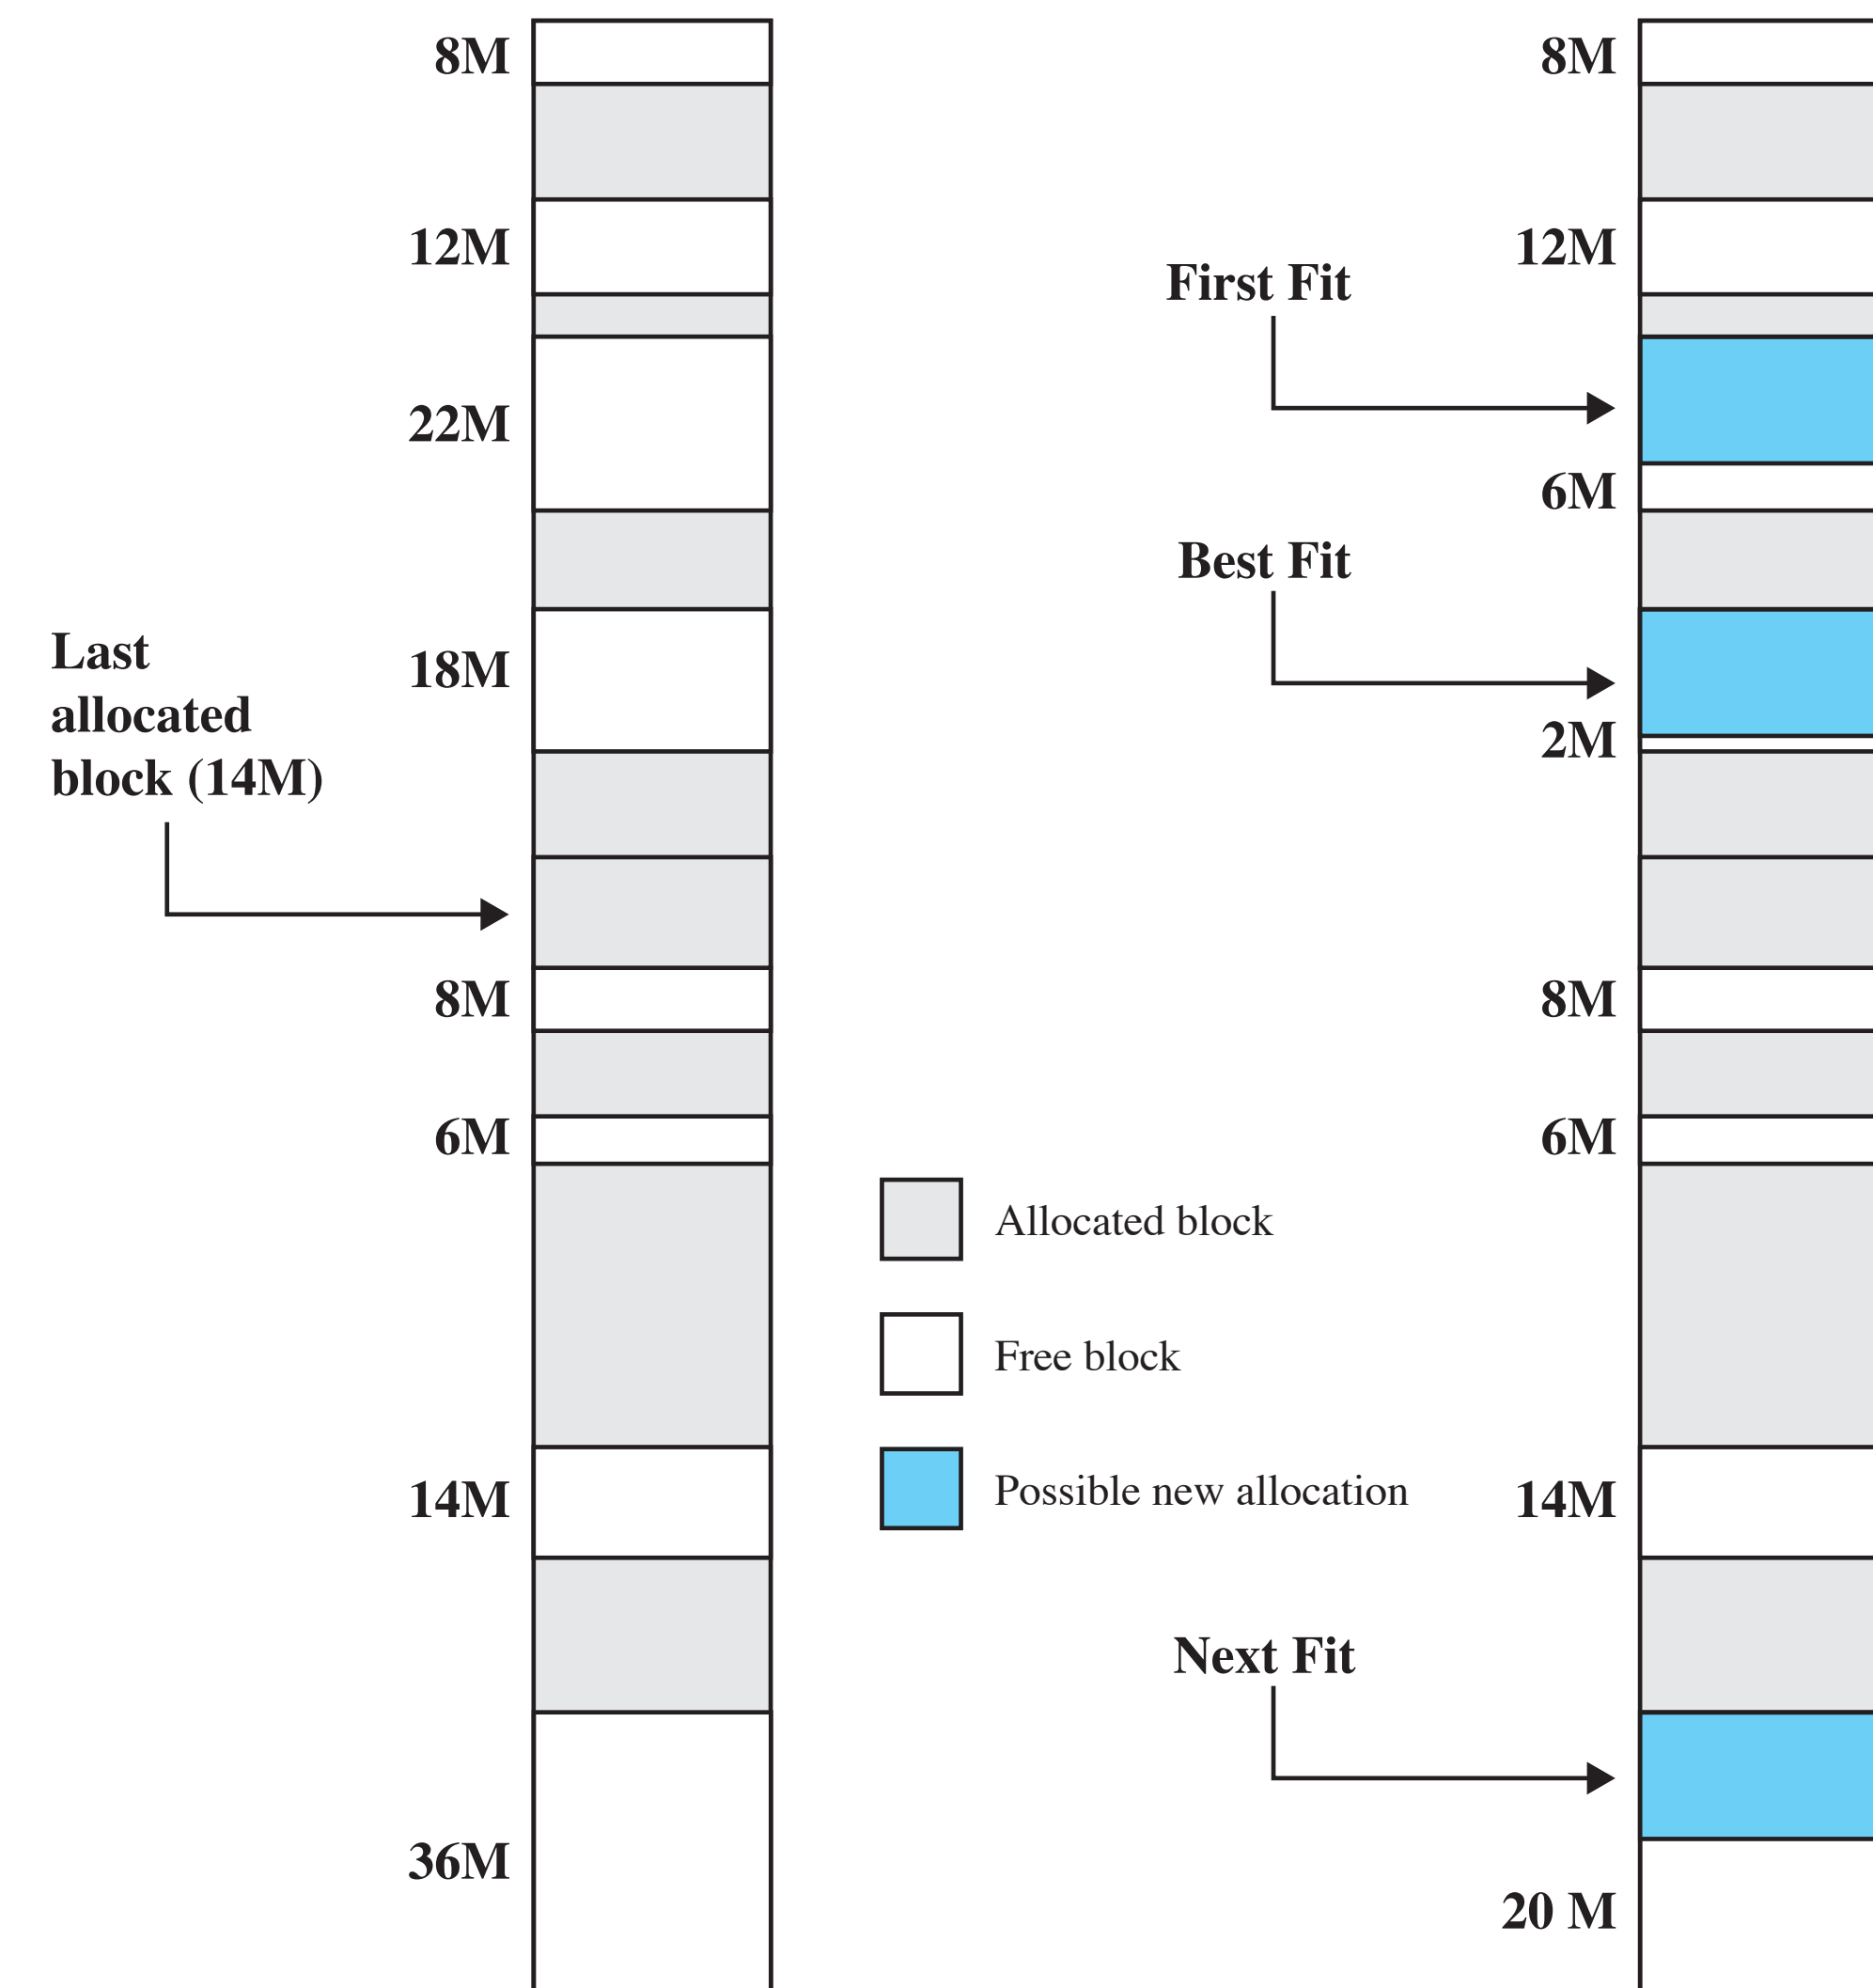 8M
12M
22M
18M
Last
allocated
block (14M)
8M
6M
14M
36M
Allocated block
Free block
Possible new allocation
8M
12M
First Fit
6M
Best Fit
2M
8M
6M
14M
Next Fit
20 M